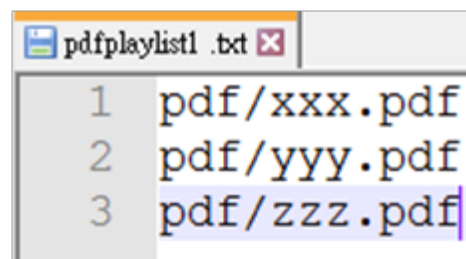 pdfplaylist1 .txt
1 pdf/xxx.pdf
2 pdf/yyy.pdf
3 pdf/zzz.pdf